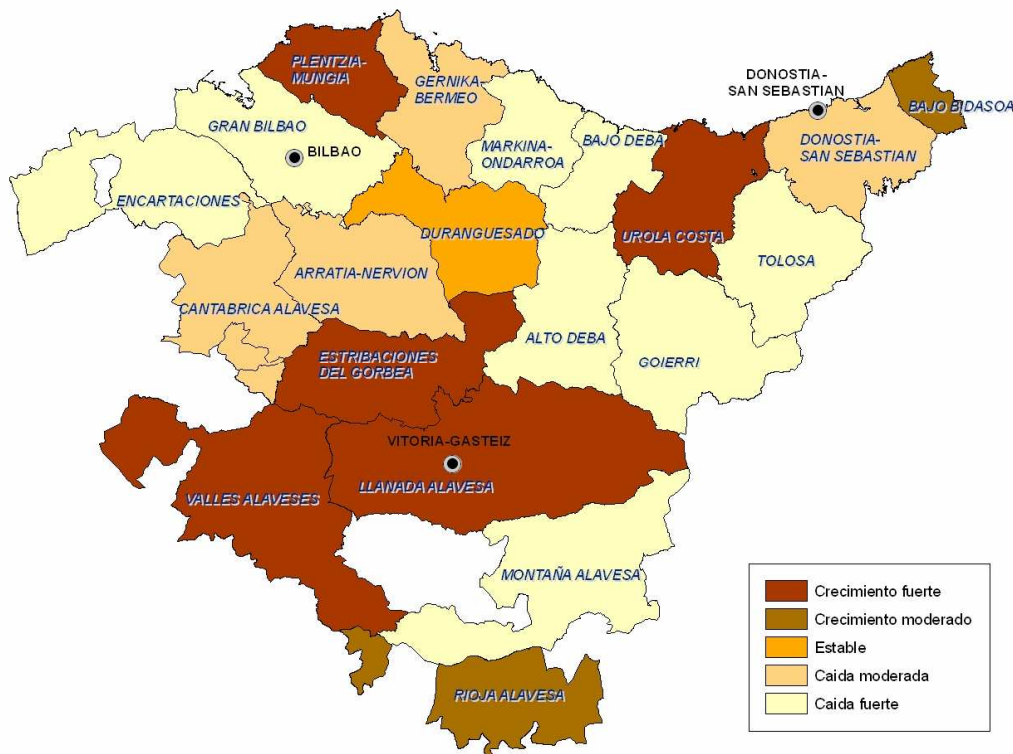 PLENTZIA-
MUNGIA
GERNIKA-
BERMEO
DONOSTIA-
SAN SEBASTIAN
BAJO BIDASOA
GRAN BILBAO
BILBAO
MARKINA-
ONDARROA
BAJO DEBA
DONOSTIA-
SAN SEBASTIAN
ENCARTACIONES
DURANGUESADO
UROLA COSTA
TOLOSA
ARRATIA-NERVION
CANTABRICA ALAVESA
ALTO DEBA
ESTRIBACIONES
DEL GORBEA
GOIERRI
VITORIA-GASTEIZ
LLANADA ALAVESA
VALLES ALAVESES
MONTAÑA ALAVESA
RIOJA ALAVESA
Crecimiento fuerte
Crecimiento moderado
Estable
Caida moderada
Caida fuerte